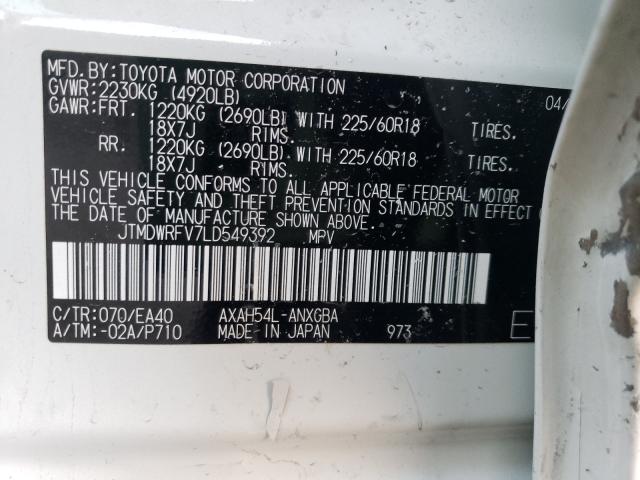 MFD.BY:TOYOTA MOTOR CORPORATION 04/
GVWR:2230KG (4920LB)
GAWR:FRT. 1220KG (2690LB) WITH 225/60R18 TIRES.
18X7J RIMS.
RR. 1220KG (2690LB) WITH 225/60R18 TIRES.
18X7J RIMS.
THIS VEHICLE CONFORMS TO ALL APPLICABLE FEDERAL MOTOR
VEHICLE SAFETY AND THEFT PREVENTION STANDARDS IN EFFECT ON
THE DATE OF MANUFACTURE SHOWN ABOVE.
JTMDWRFV7LD549392 MPV
C/TR:070/EA40 AXAH54L-ANXGBA
A/TM:-02A/P710 MADE IN JAPAN 973 E